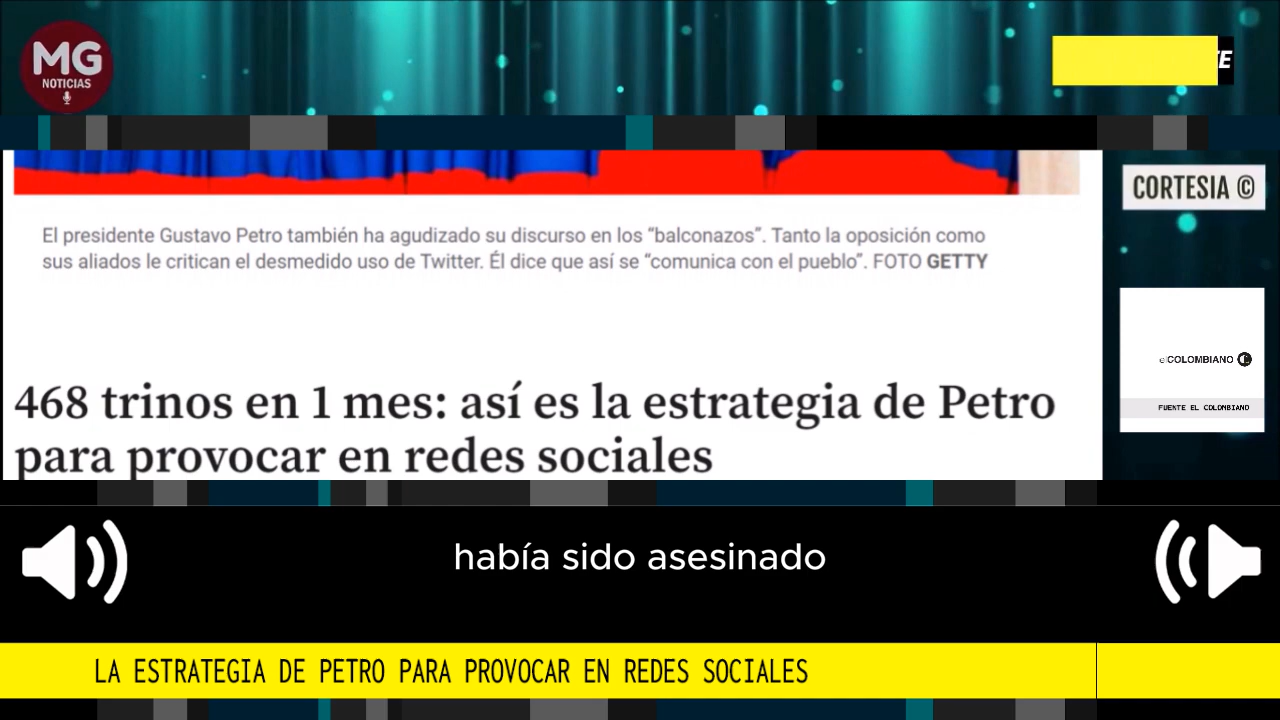 MG
NOTICIAS
E
CORTESIA ©
El presidente Gustavo Petro también ha agudizado su discurso en los “balconazos”. Tanto la oposición como
sus aliados le critican el desmedido uso de Twitter. Él dice que así se “comunica con el pueblo”. FOTO GETTY
elCOLOMBIANO
FUENTE EL COLOMBIANO
468 trinos en 1 mes: así es la estrategia de Petro
para provocar en redes sociales
había sido asesinado
LA ESTRATEGIA DE PETRO PARA PROVOCAR EN REDES SOCIALES